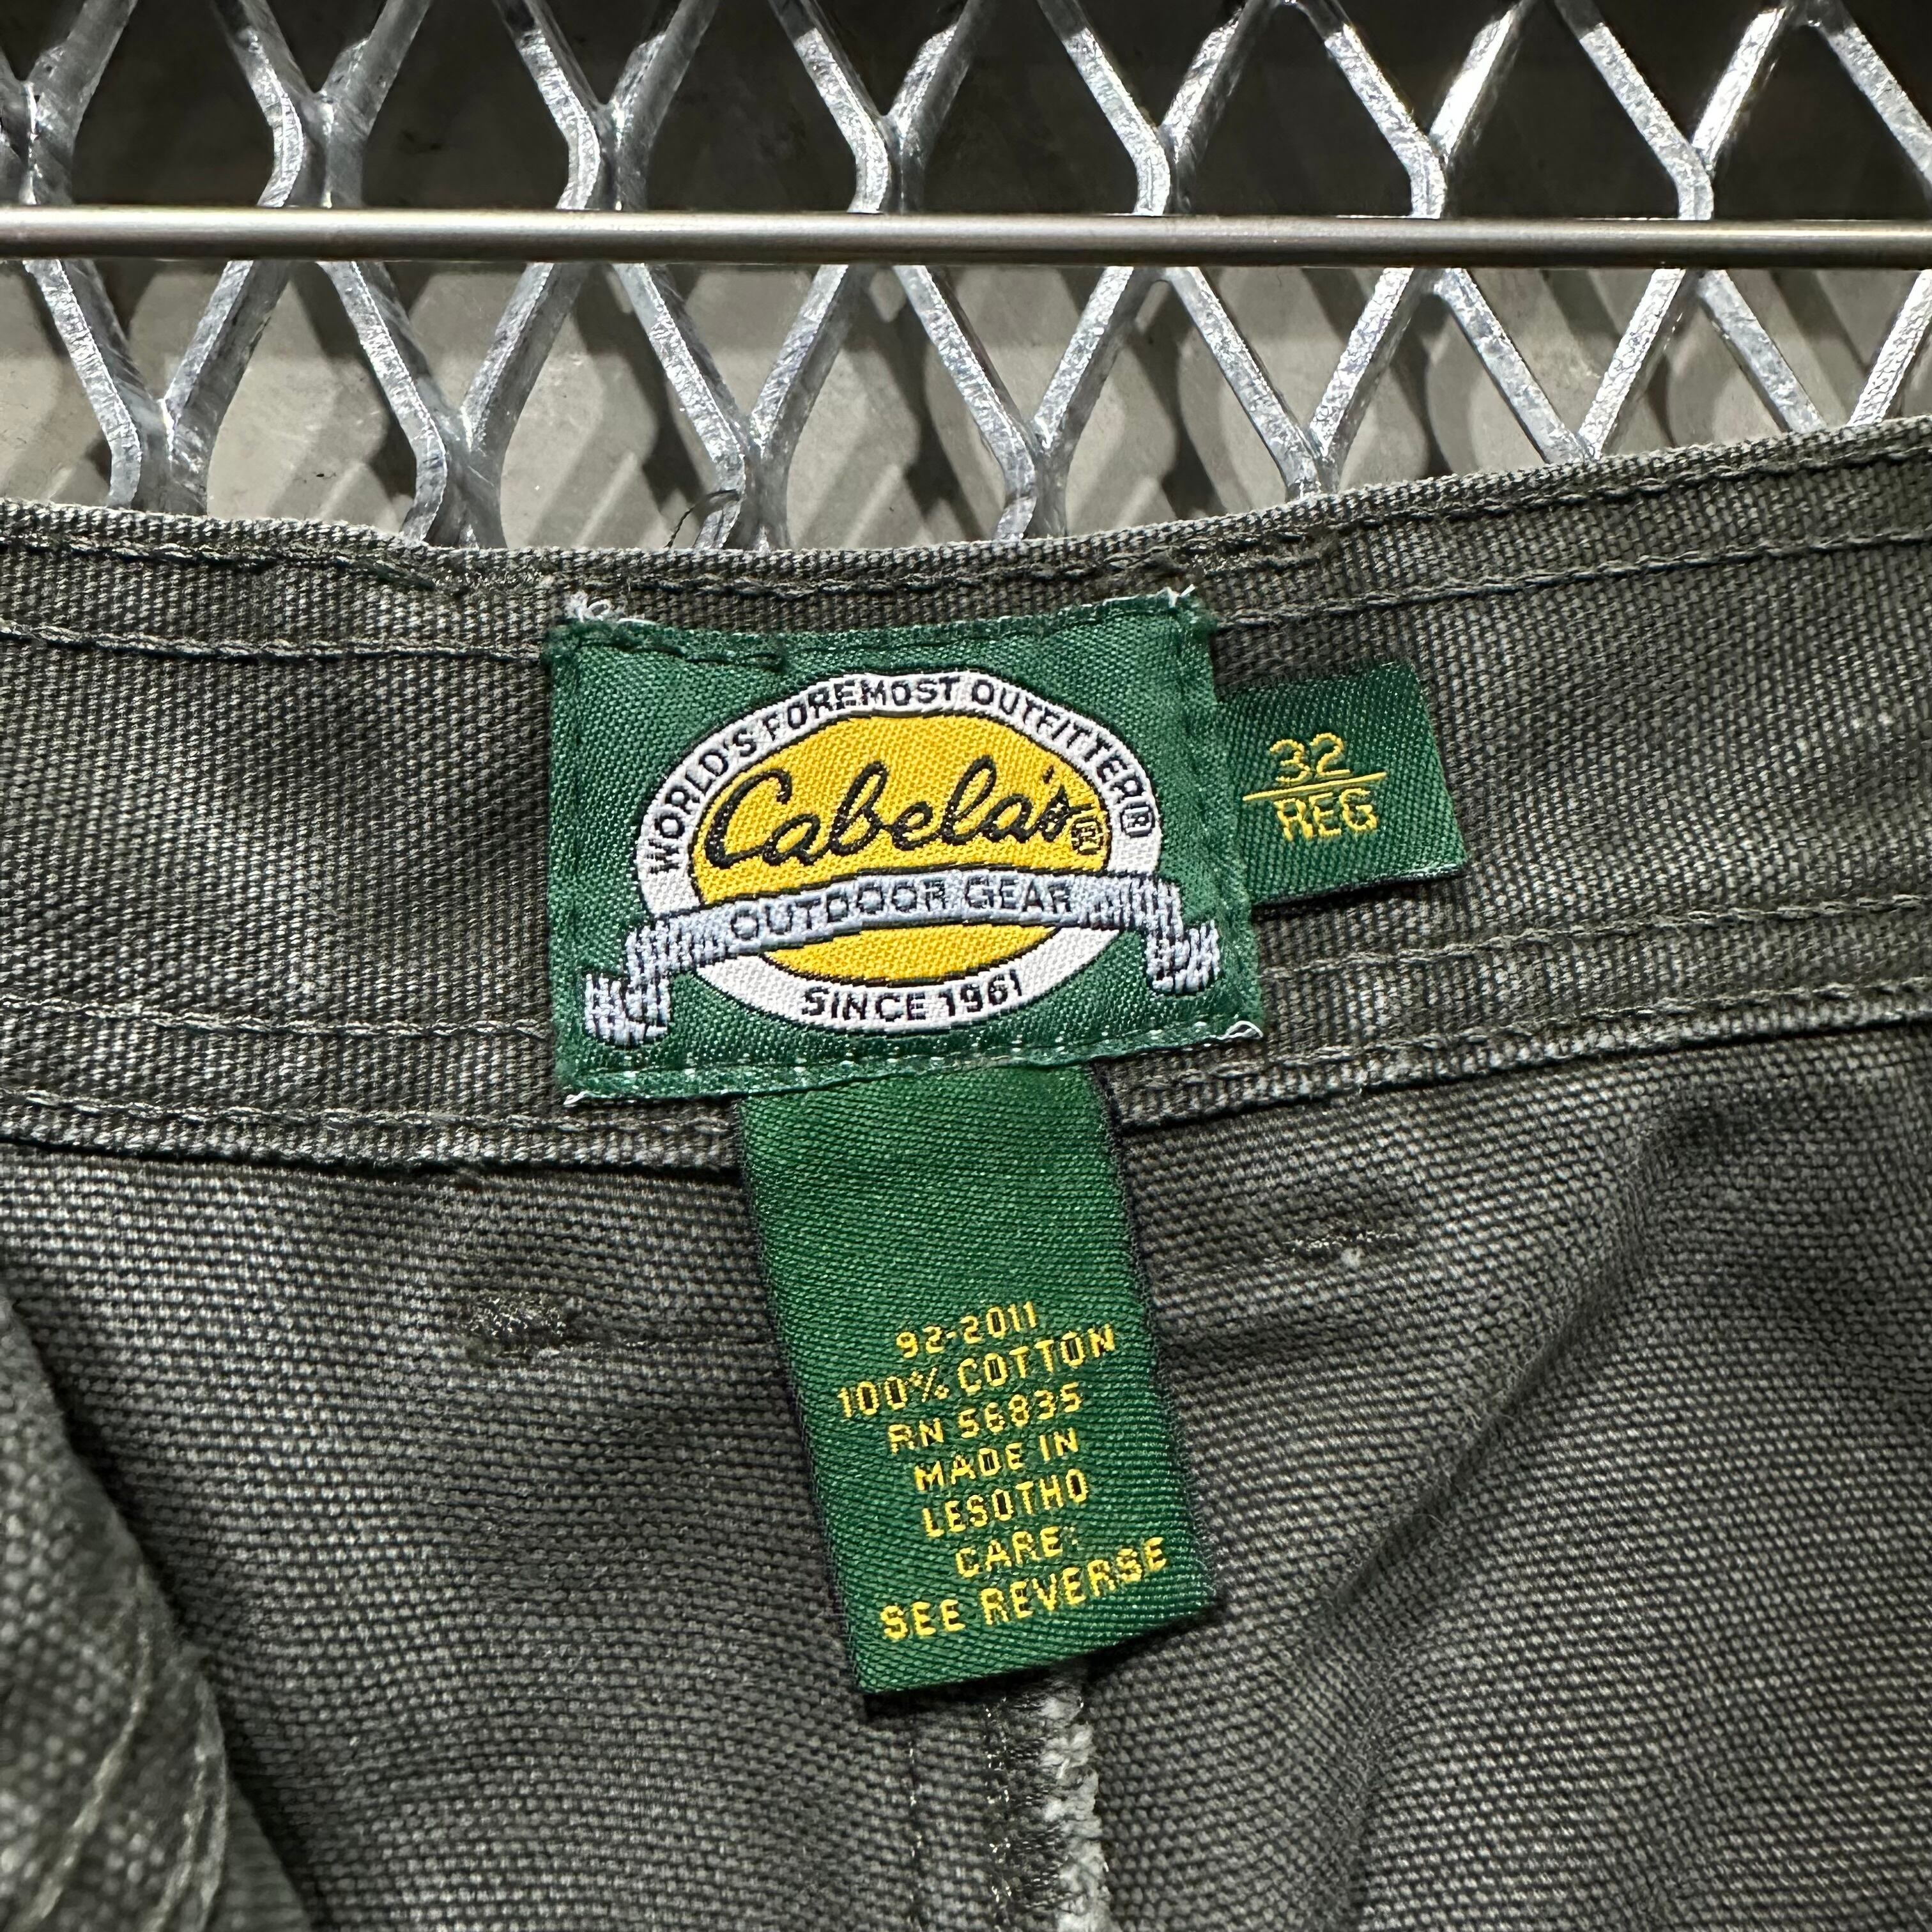 WORLD'S FOREMOST OUTFITTER®
Cabela's®
OUTDOOR GEAR
SINCE 1961
32
REG
92-2011
100% COTTON
RN 56835
MADE IN
LESOTHO
CARE:
SEE REVERSE